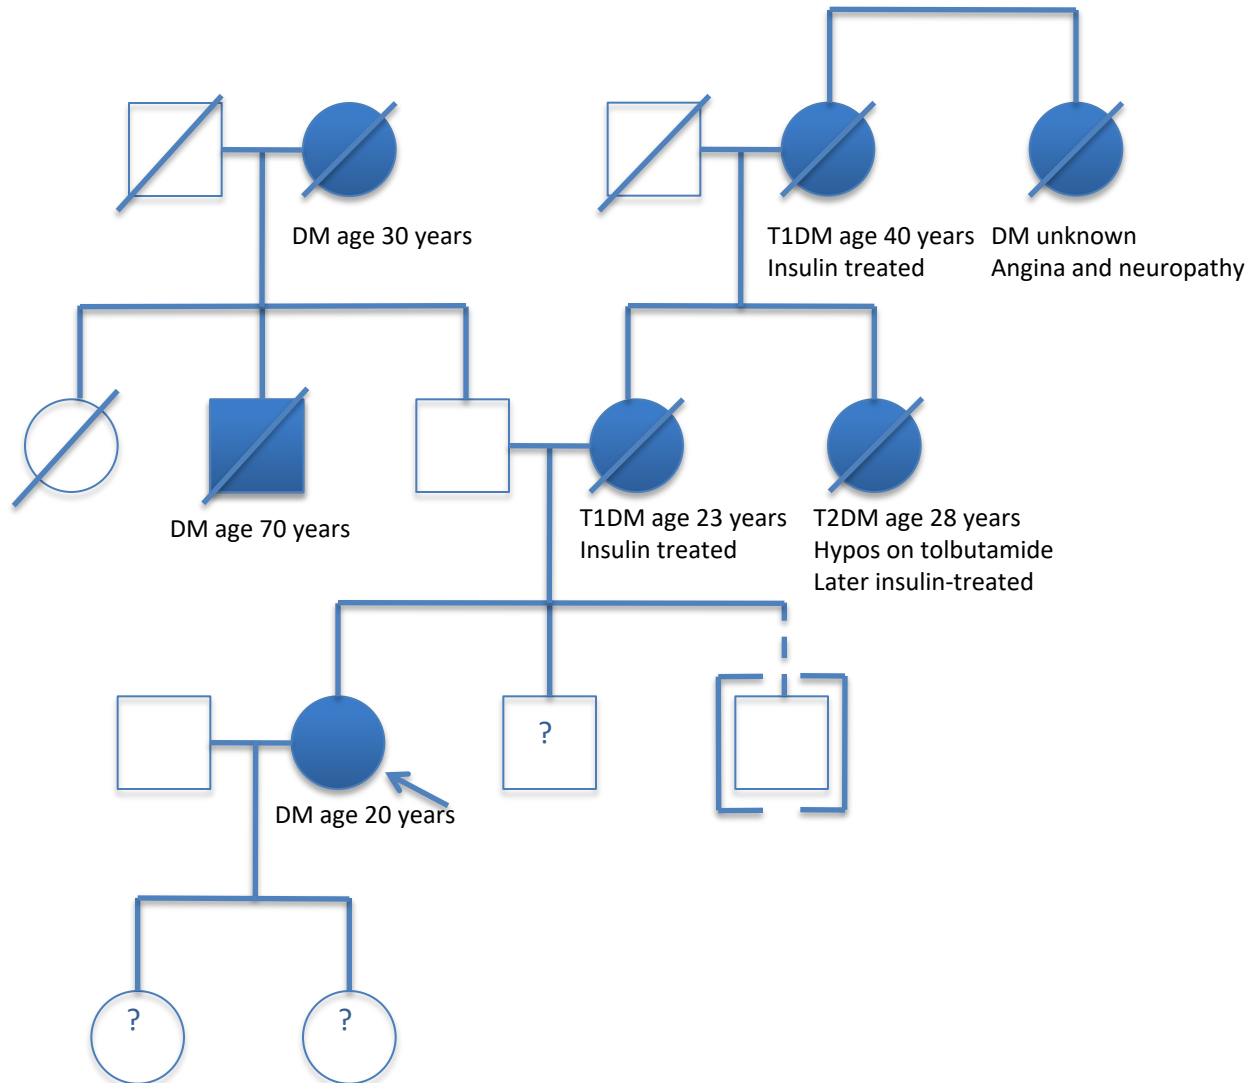 DM age 30 years
T1DM age 40 years
Insulin treated
DM unknown
Angina and neuropathy
DM age 70 years
T1DM age 23 years
Insulin treated
T2DM age 28 years
Hypos on tolbutamide
Later insulin-treated
?
DM age 20 years
?
?